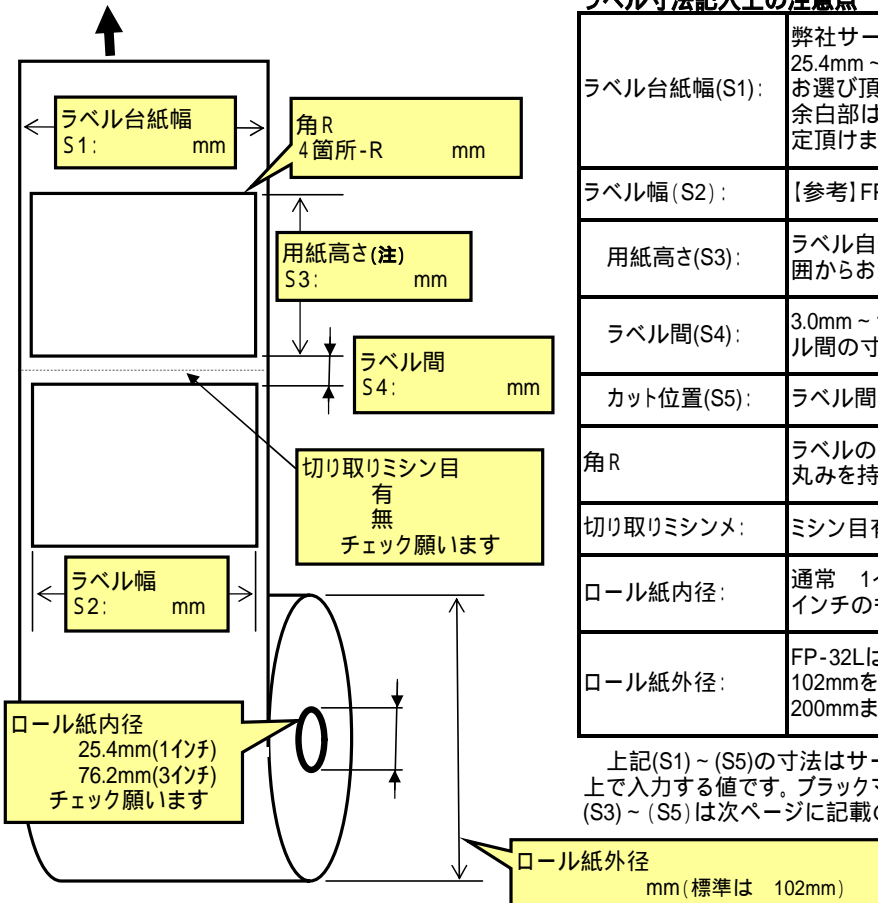 ラベル台紙幅
S1: mm
角R
4箇所-R mm
用紙高さ(注)
S3: mm
ラベル間
S4: mm
切り取りミシン目
有
無
チェック願います
ラベル幅
S2: mm
ロール紙内径
25.4mm(1インチ)
76.2mm(3インチ)
チェック願います
ロール紙外径
mm(標準は 102mm)
ラベル寸法記入上の注意点
ラベル台紙幅(S1):
弊社サー
25.4mm~
お選び頂
余白部は
定頂けま
ラベル幅(S2):
【参考】
用紙高さ(S3):
ラベル自
囲からお
ラベル間(S4):
3.0mm~
ル間の寸
カット位置(S5):
ラベル間
角R
ラベルの
丸みを持
切り取りミシンメ:
ミシン目有
ロール紙内径:
通常
インチの
ロール紙外径:
FP-32Lは
102mmを
200mmま
上記(S1)~(S5)の寸法はサー
上で入力する値です。ブラックマ
(S3)~(S5)は次ページに記載の